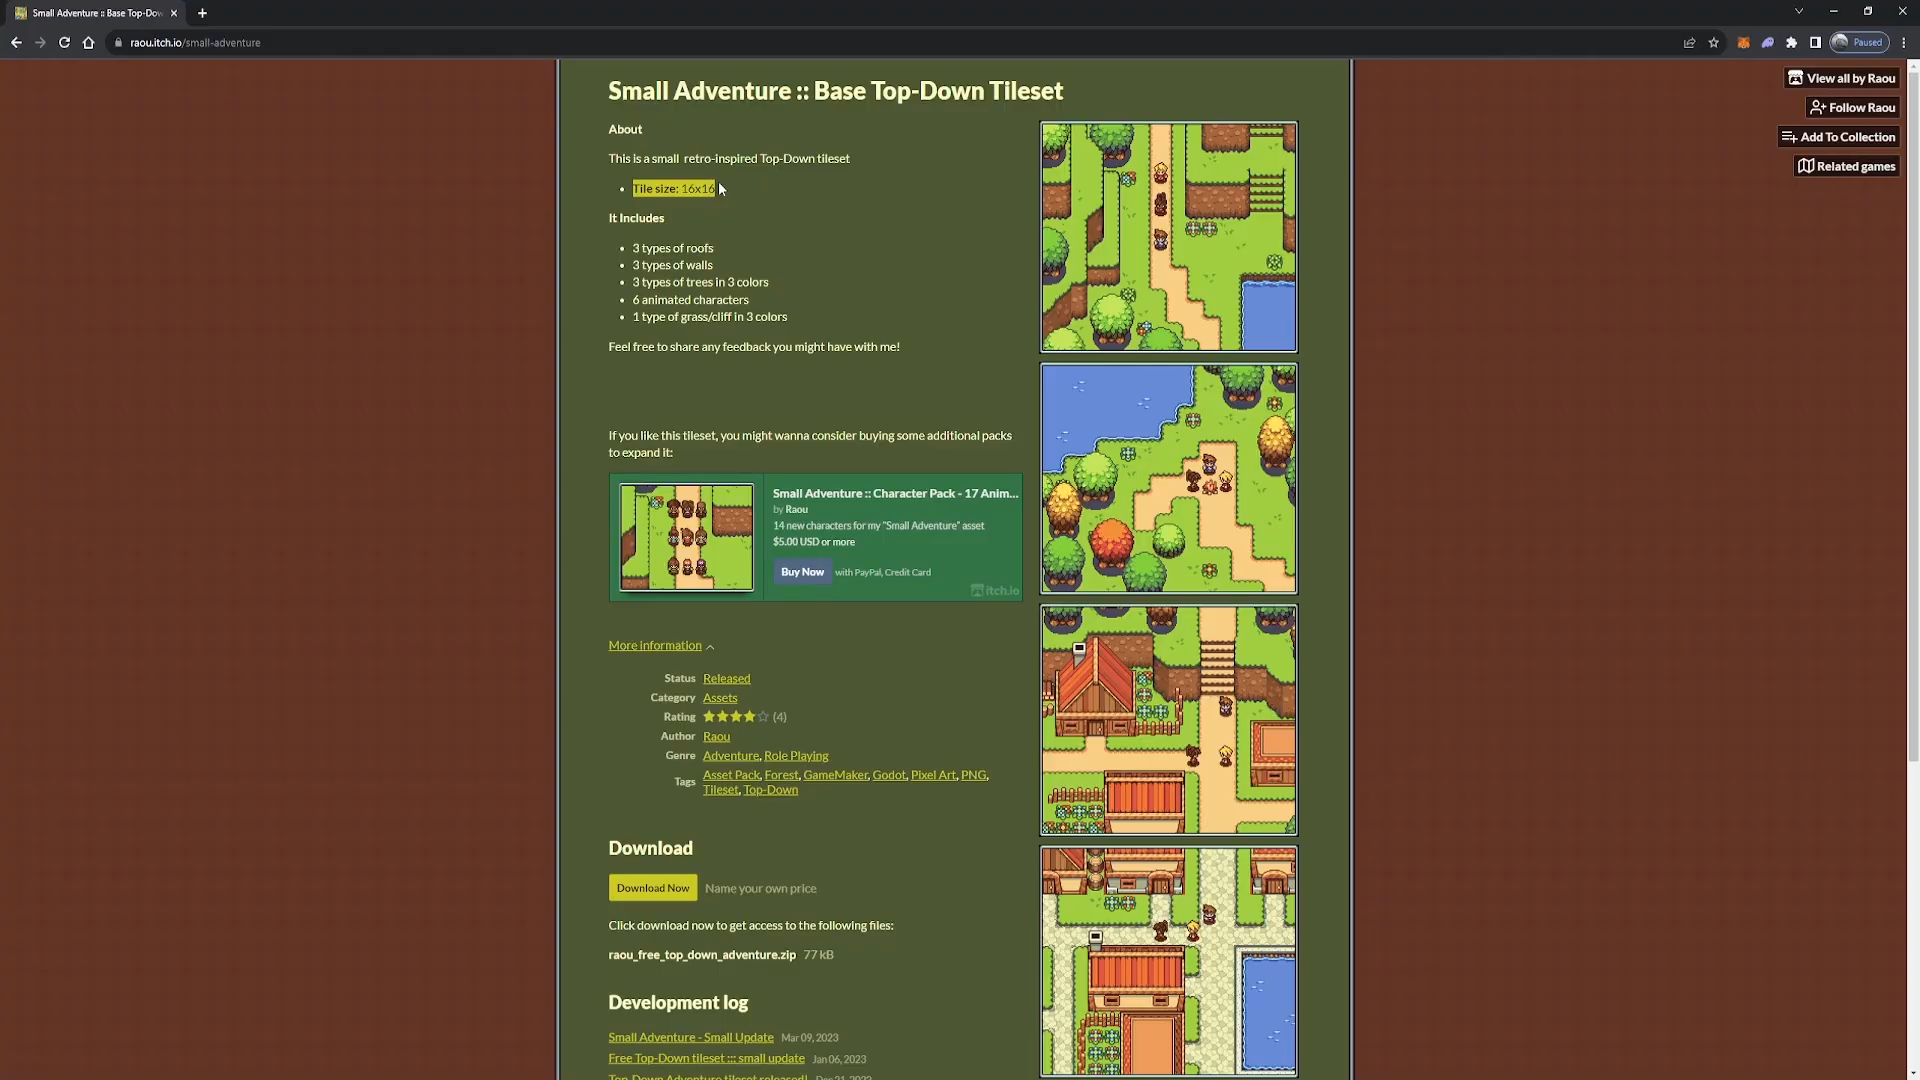 Small Adventure :: Base Top-Dow
raou.itch.io/small-adventure
Paused
View all by Raou
Follow Raou
Add To Collection
Related games
Small Adventure :: Base Top-Down Tileset
About
This is a small retro-inspired Top-Down tileset
Tile size: 16x16
It Includes
3 types of roofs
3 types of walls
3 types of trees in 3 colors
6 animated characters
1 type of grass/cliff in 3 colors
Feel free to share any feedback you might have with me!
If you like this tileset, you might wanna consider buying some additional packs
to expand it:
Small Adventure :: Character Pack - 17 Anim...
by Raou
14 new characters for my "Small Adventure" asset
$5.00 USD or more
Buy Now with PayPal, Credit Card
itch.io
More information
Status Released
Category Assets
Rating (4)
Author Raou
Genre Adventure, Role Playing
Tags Asset Pack, Forest, GameMaker, Godot, Pixel Art, PNG,
Tileset, Top-Down
Download
Download Now Name your own price
Click download now to get access to the following files:
raou_free_top_down_adventure.zip 77 kB
Development log
Small Adventure - Small Update Mar 09, 2023
Free Top-Down tileset ::: small update Jan 06, 2023
Top-Down Adventure tileset released!